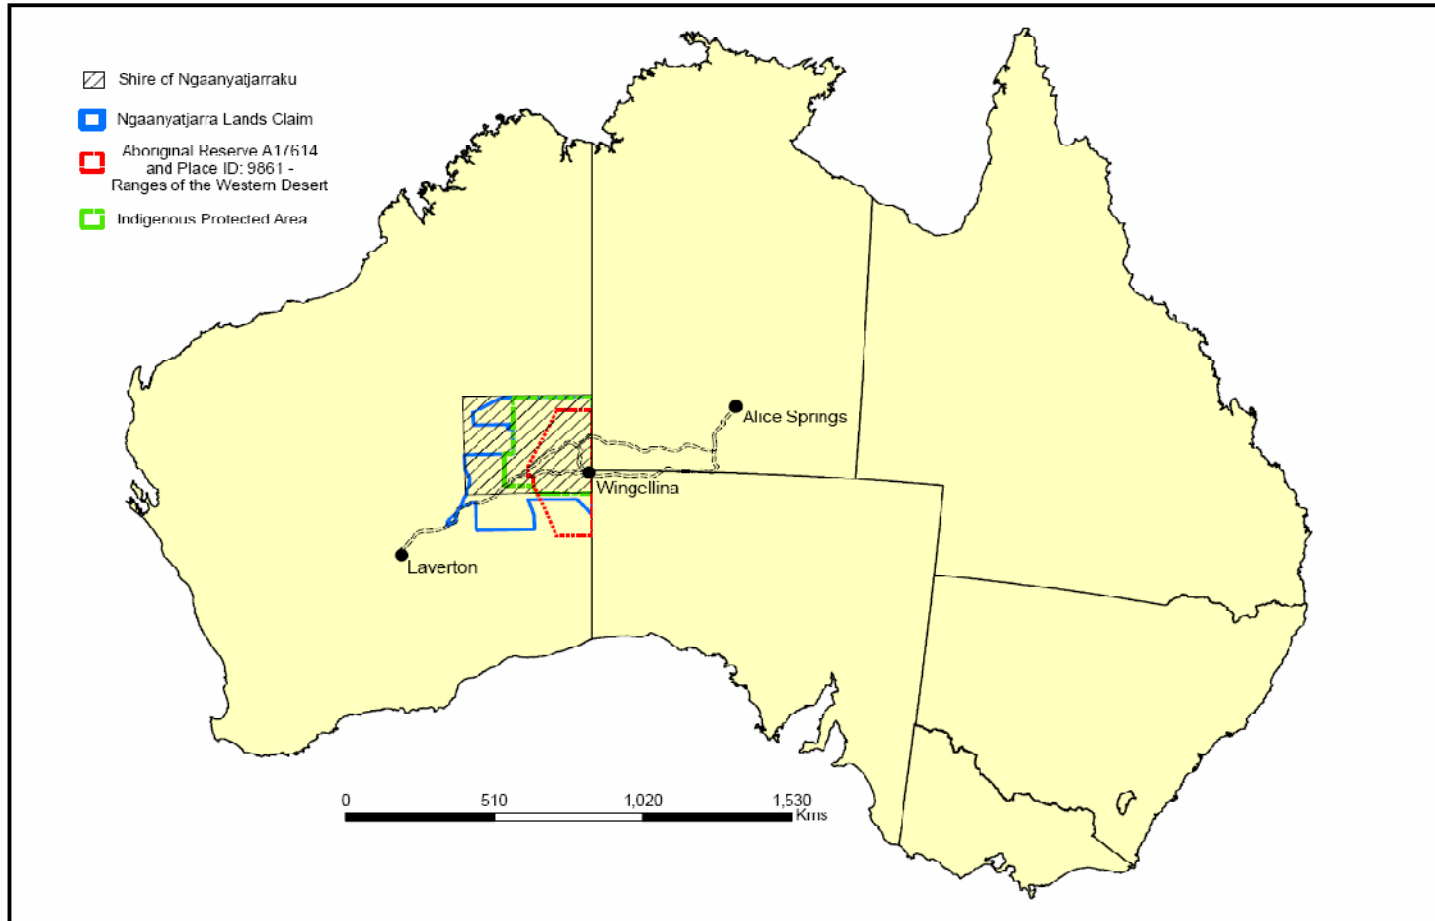 Shire of Ngaanyatjarraku
Ngaanyatjarra Lands Claim
Aboriginal Reserve A17614
and Place ID: 9861 -
Ranges of the Western Desert
Indigenous Protected Area
Alice Springs
Wingellina
Laverton
0 510 1,020 1,530
Kms